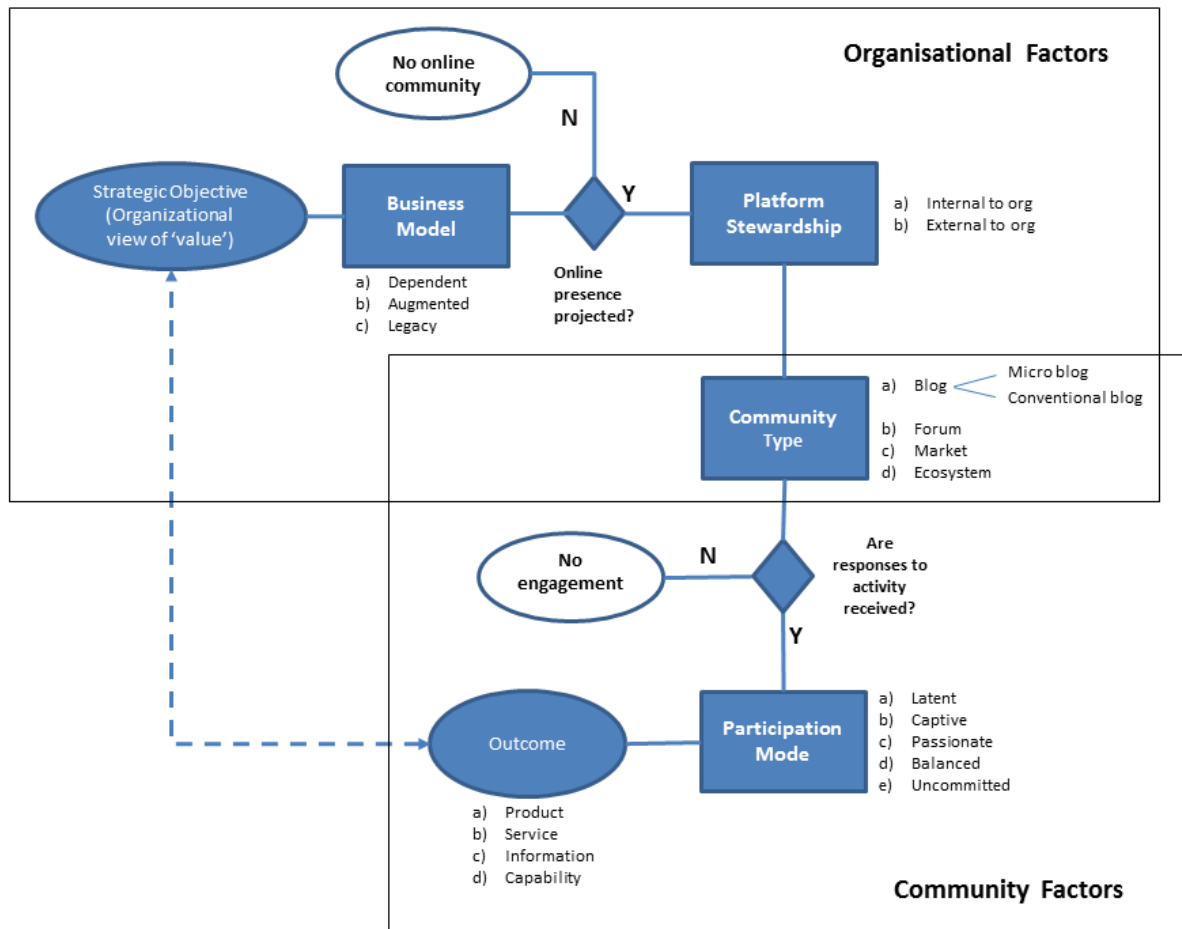 Organisational Factors
No online
community
N
Strategic Objective
(Organizational
view of ‘value’)
Business
Model
Y
Platform
Stewardship
a) Internal to org
b) External to org
a) Dependent
b) Augmented
c) Legacy
Online
presence
projected?
Community
Type
a) Blog
Micro blog
Conventional blog
b) Forum
c) Market
d) Ecosystem
No
engagement
N
Are
responses to
activity
received?
Y
Outcome
Participation
Mode
a) Latent
b) Captive
c) Passionate
d) Balanced
e) Uncommitted
a) Product
b) Service
c) Information
d) Capability
Community Factors